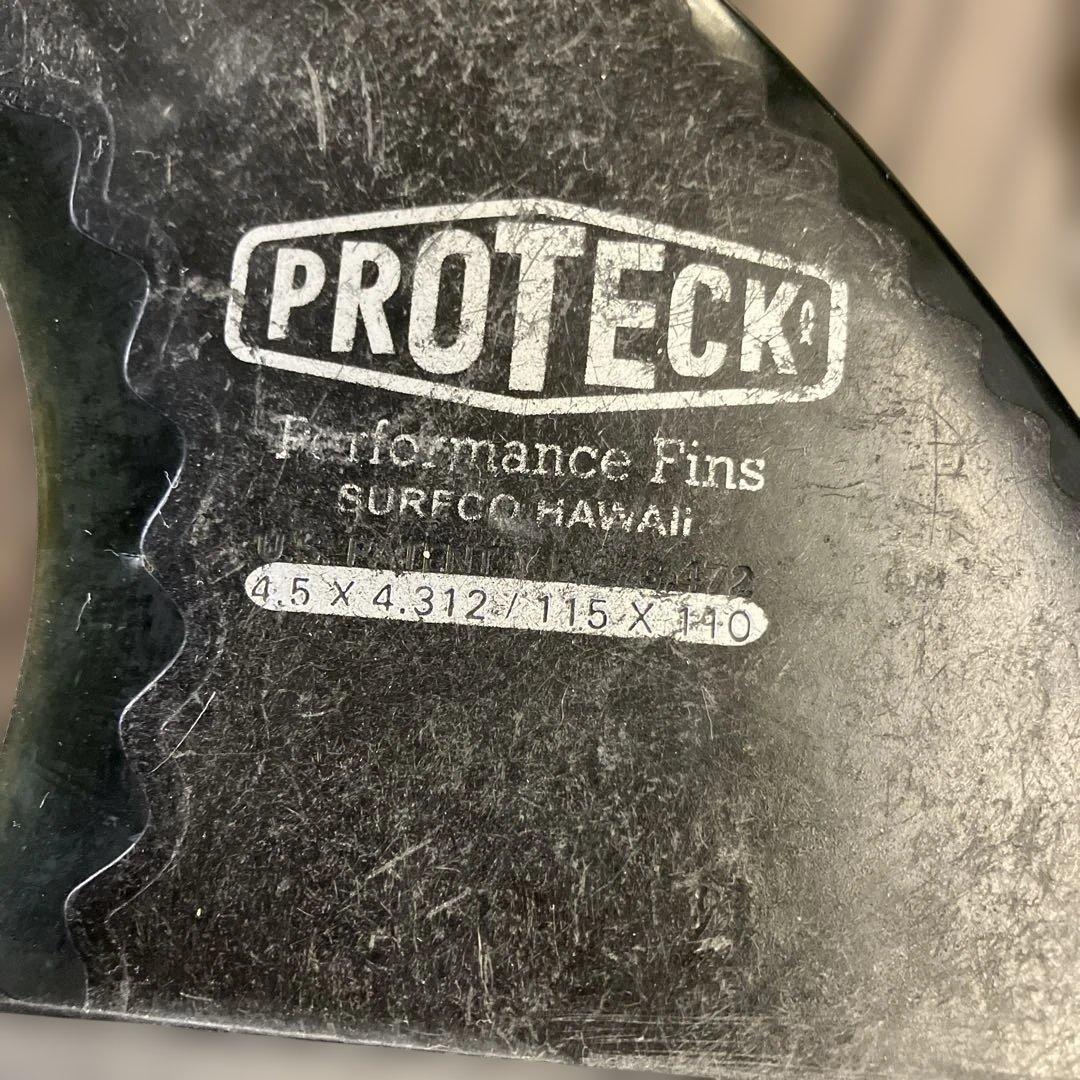 PROTECK®
Performance Fins
SURFCO HAWAii
4.5 X 4.312 / 115 X 110